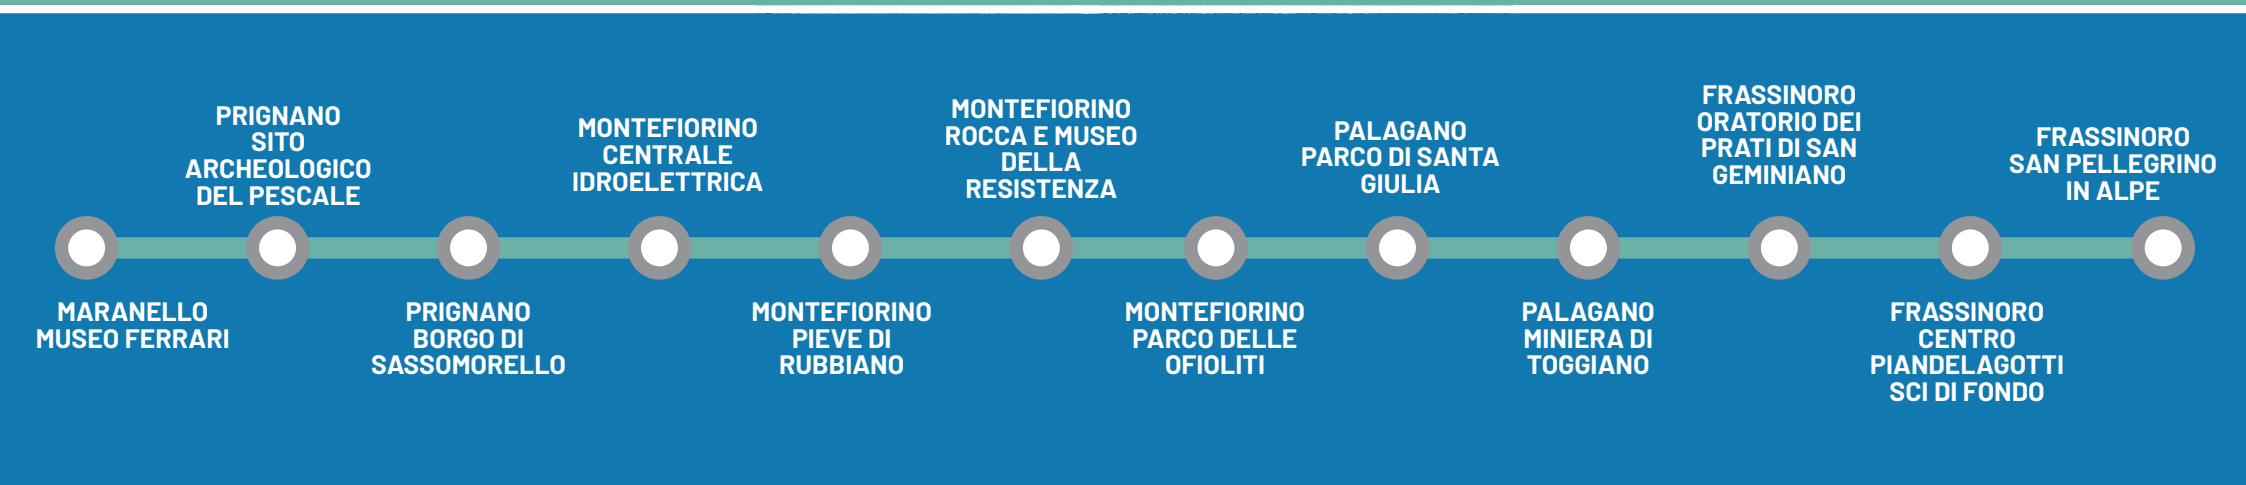 MARANELLO
MUSEO FERRARI
PRIGNANO
SITO
ARCHEOLOGICO
DEL PESCALE
PRIGNANO
BORGO DI
SASSOMORELLO
MONTEFIORINO
CENTRALE
IDROELETTRICA
MONTEFIORINO
PIEVE DI
RUBBIANO
MONTEFIORINO
ROCCA E MUSEO
DELLA
RESISTENZA
MONTEFIORINO
PARCO DELLE
OFIOLITI
PALAGANO
PARCO DI SANTA
GIULIA
PALAGANO
MINIERA DI
TOGGIANO
FRASSINORO
ORATORIO DEI
PRATI DI SAN
GEMINIANO
FRASSINORO
CENTRO
PIANDELAGOTTI
SCI DI FONDO
FRASSINORO
SAN PELLEGRINO
IN ALPE